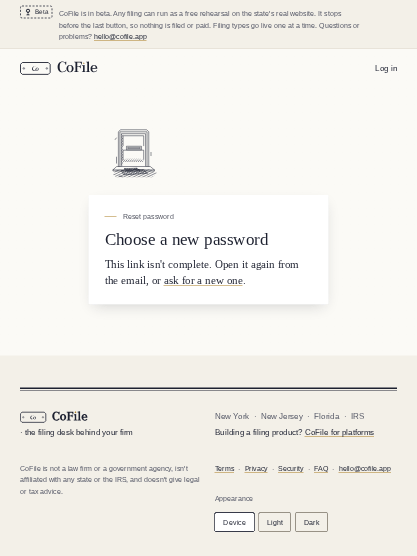 Beta
CoFile is in beta. Any filing can run as a free rehearsal on the state's real website. It stops
before the last button, so nothing is filed or paid. Filing types go live one at a time. Questions or
problems? hello@cofile.app
Co CoFile
Log in
Reset password
Choose a new password
This link isn't complete. Open it again from
the email, or ask for a new one.
Co CoFile
· the filing desk behind your firm
New York · New Jersey · Florida · IRS
Building a filing product? CoFile for platforms
CoFile is not a law firm or a government agency, isn't
affiliated with any state or the IRS, and doesn't give legal
or tax advice.
Terms · Privacy · Security · FAQ · hello@cofile.app
Appearance
Device Light Dark